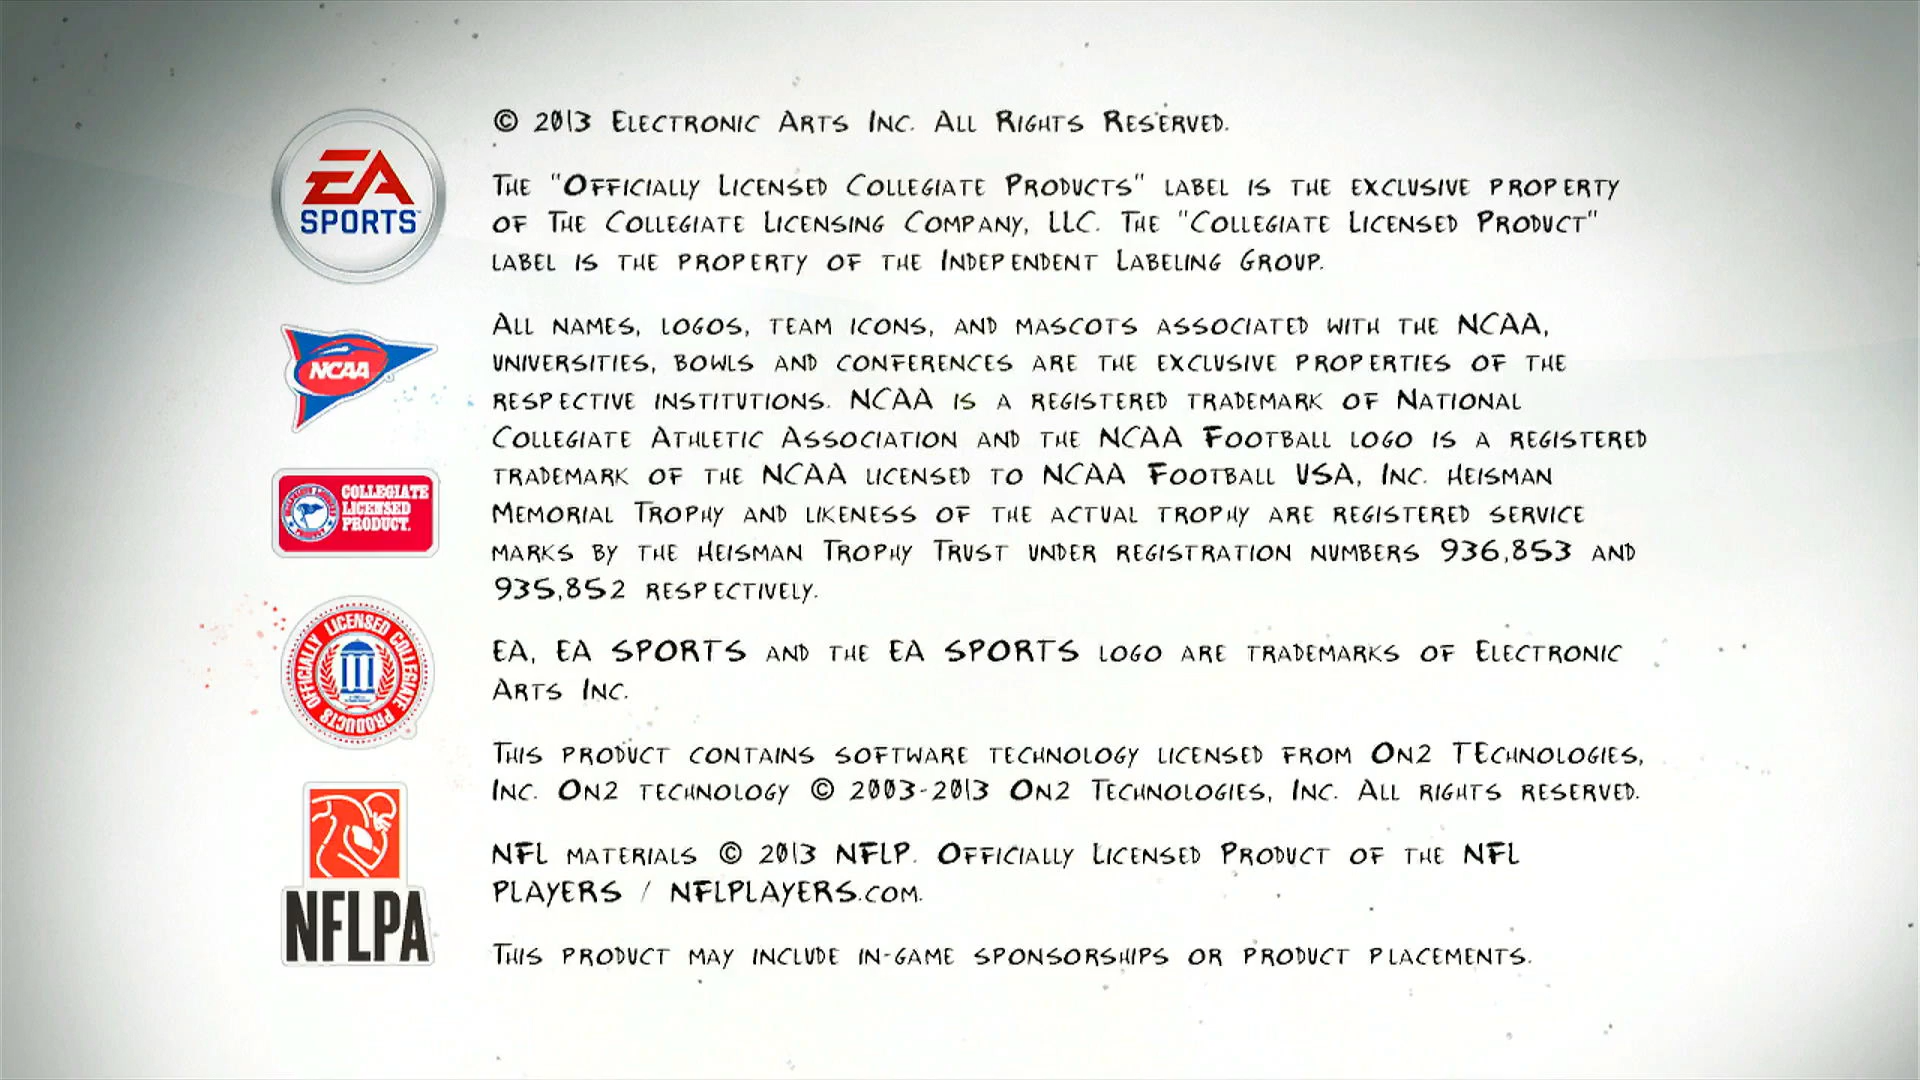 © 2013 Electronic Arts Inc. All Rights Reserved.
The "Officially Licensed Collegiate Products" label is the exclusive property
of The Collegiate Licensing Company, LLC. The "Collegiate Licensed Product"
label is the property of the Independent Labeling Group.
All names, logos, team icons, and mascots associated with the NCAA,
universities, bowls and conferences are the exclusive properties of the
respective institutions. NCAA is a registered trademark of National
Collegiate Athletic Association and the NCAA Football logo is a registered
trademark of the NCAA licensed to NCAA Football USA, Inc. Heisman
Memorial Trophy and likeness of the actual trophy are registered service
marks by the Heisman Trophy Trust under registration numbers 936,853 and
935,852 respectively.
EA, EA SPORTS and the EA SPORTS logo are trademarks of Electronic
Arts Inc.
This product contains software technology licensed from On2 TEchnologies,
Inc. On2 technology © 2003-2013 On2 Technologies, Inc. All rights reserved.
NFL materials © 2013 NFLP. Officially Licensed Product of the NFL
PLAYERS / NFLPLAYERS.com.
This product may include in-game sponsorships or product placements.
EA
SPORTS
NCAA
COLLEGIATE
LICENSED
PRODUCT.
OFFICIALLY LICENSED COLLEGIATE PRODUCTS
NFLPA